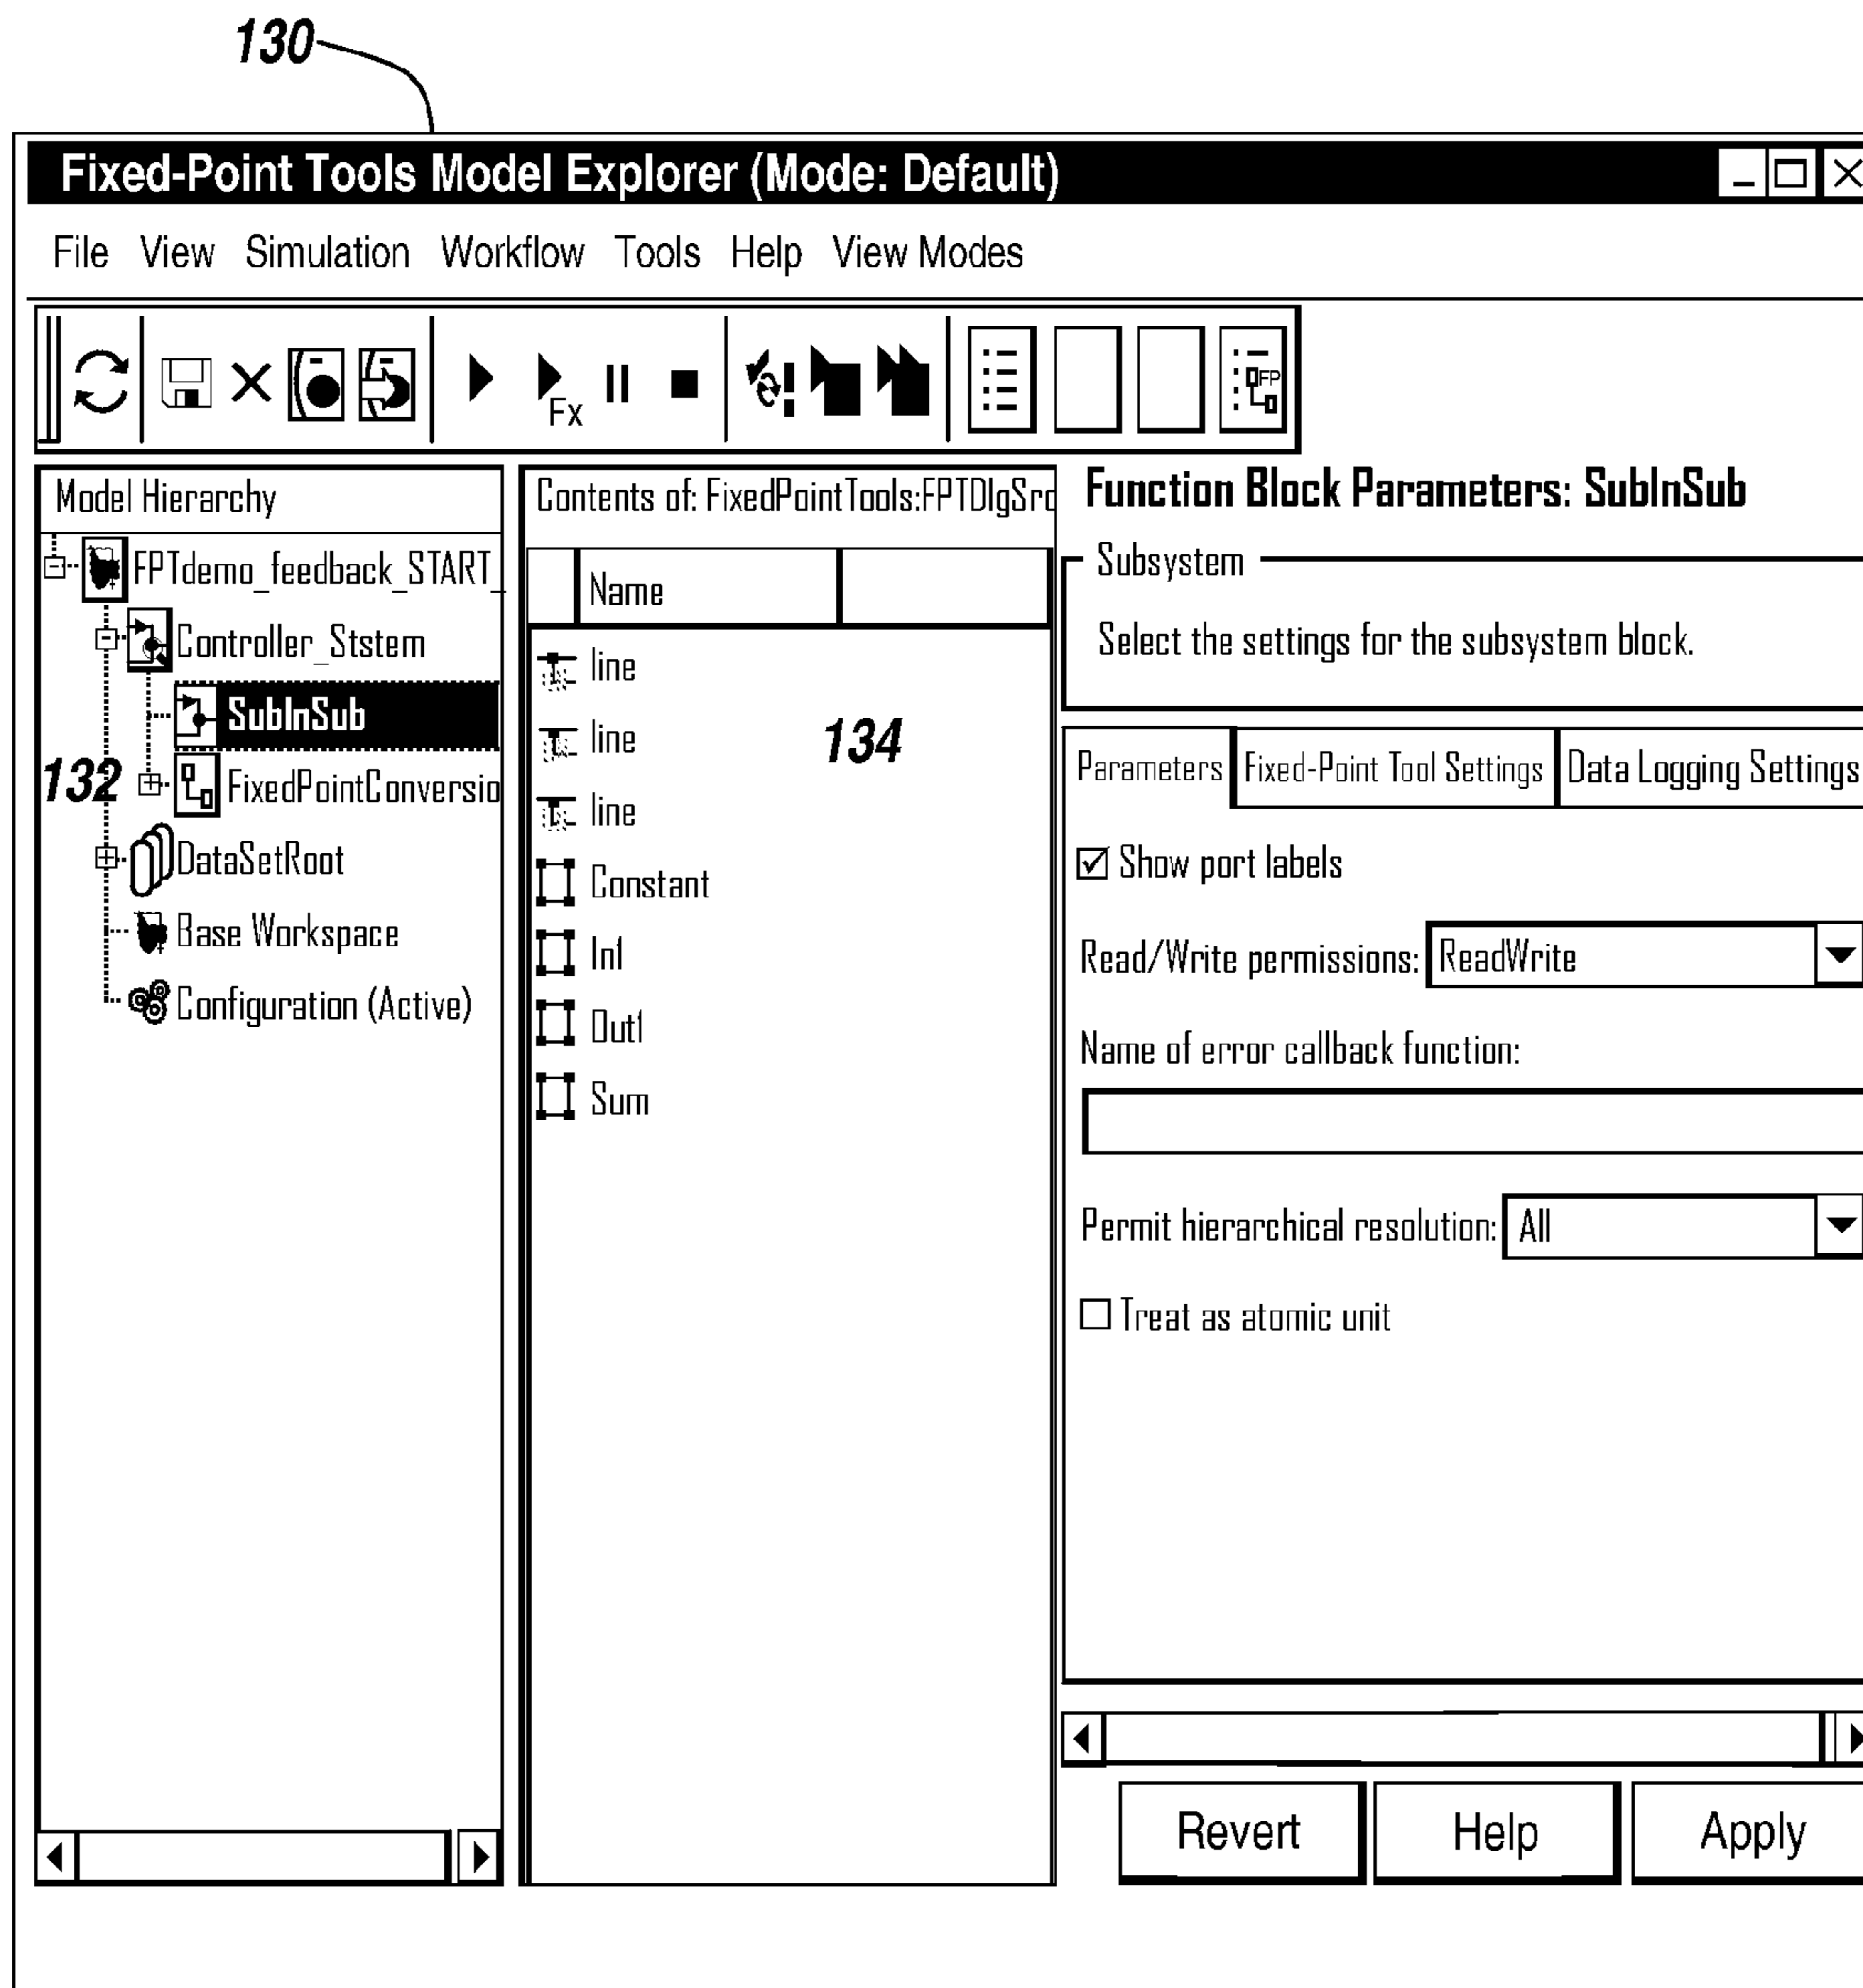 130
Fixed-Point Tools Model Explorer (Mode: Default)
File View Simulation Workflow Tools Help View Modes
Fx
FP
Model Hierarchy
FPTdemo_feedback_START_
Controller_Ststem
SubInSub
132
FixedPointConversio
DataSetRoot
Base Workspace
Configuration (Active)
Contents of: FixedPointTools:FPTDlgSrc
Name
line
line
134
line
Constant
In1
Out1
Sum
Function Block Parameters: SubInSub
Subsystem
Select the settings for the subsystem block.
Parameters Fixed-Point Tool Settings Data Logging Settings
Show port labels
Read/Write permissions: ReadWrite
Name of error callback function:
Permit hierarchical resolution: All
Treat as atomic unit
Revert Help Apply